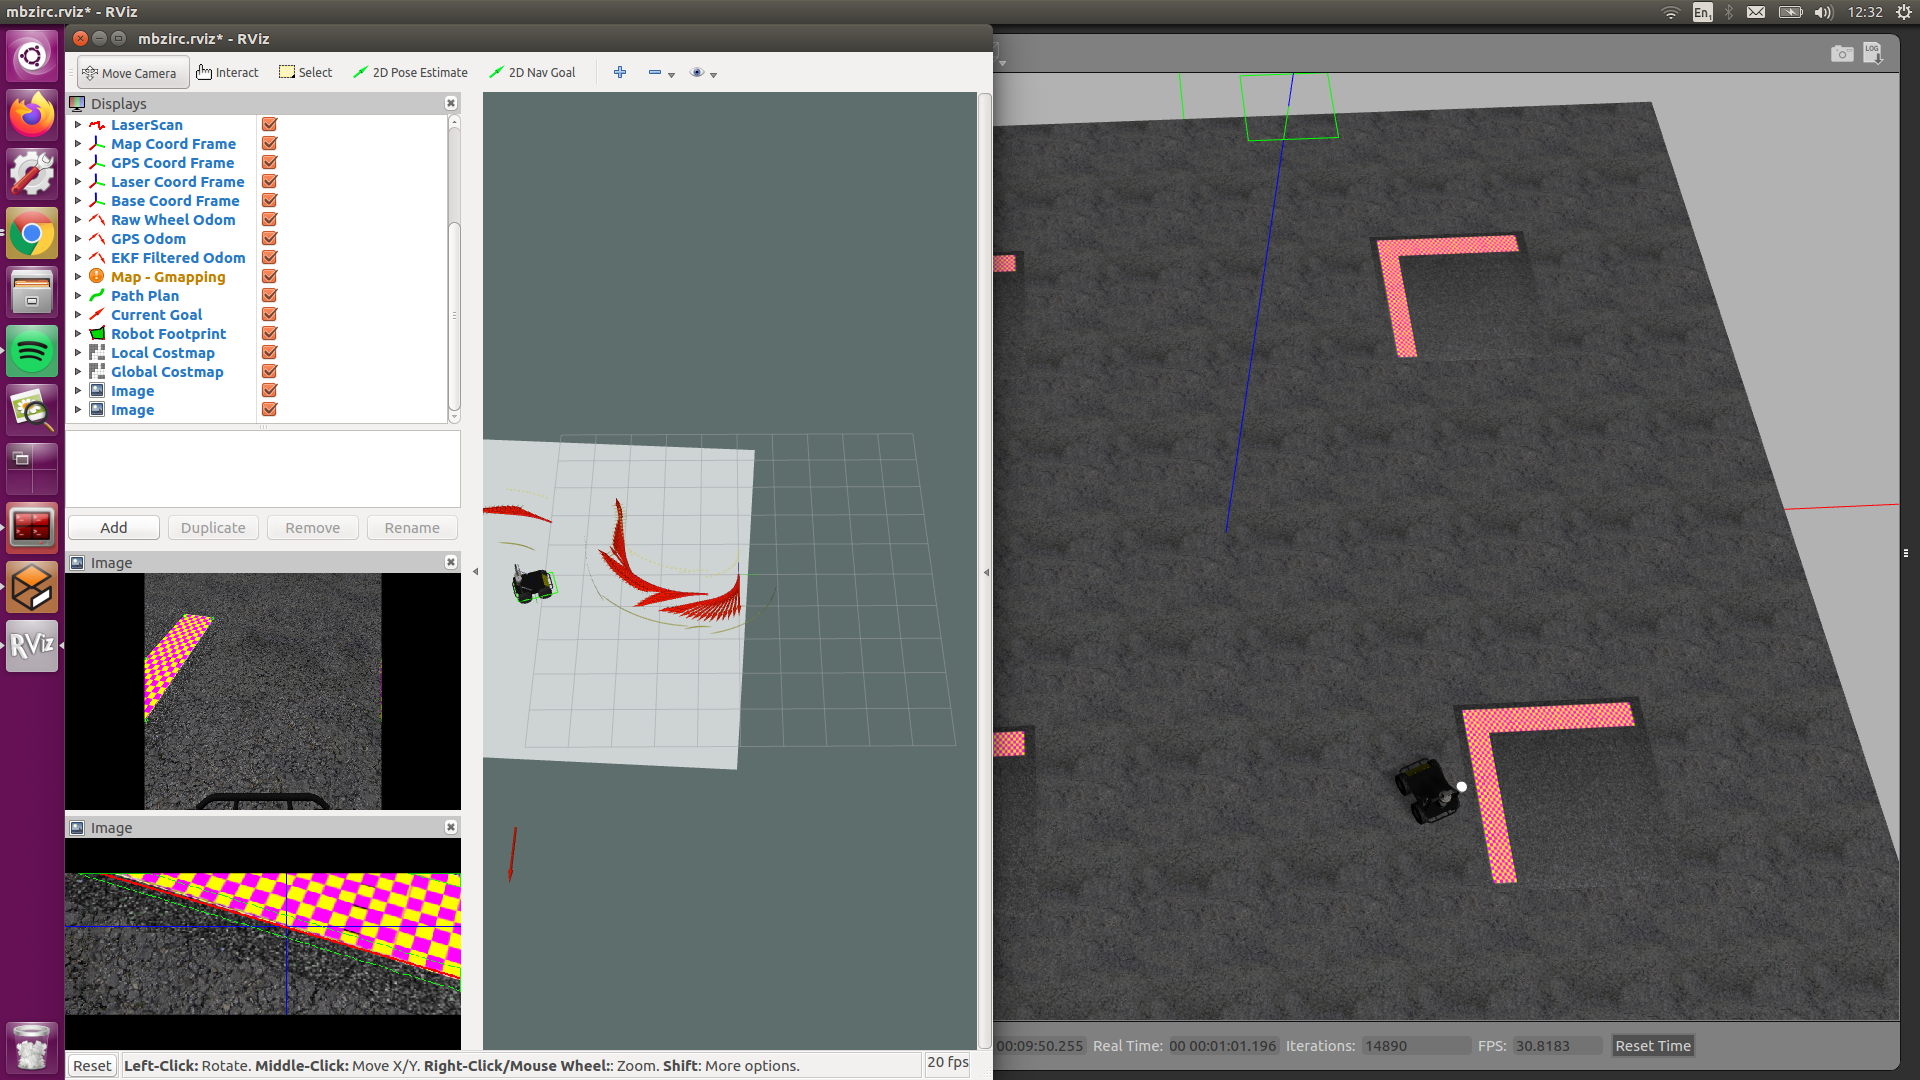 mbzirc.rviz* - RViz
En1
12:32
mbzirc.rviz* - RViz
LOG
Move Camera
Interact
Select
2D Pose Estimate
2D Nav Goal
Displays
LaserScan
Map Coord Frame
GPS Coord Frame
Laser Coord Frame
Base Coord Frame
Raw Wheel Odom
GPS Odom
EKF Filtered Odom
Map - Gmapping
Path Plan
Current Goal
Robot Footprint
Local Costmap
Global Costmap
Image
Image
Add
Duplicate
Remove
Rename
Image
RViz
Image
00:09:50.255
Real Time:
00 00:01:01.196
Iterations:
14890
FPS:
30.8183
Reset Time
Reset
Left-Click: Rotate. Middle-Click: Move X/Y. Right-Click/Mouse Wheel:: Zoom. Shift: More options.
20 fps